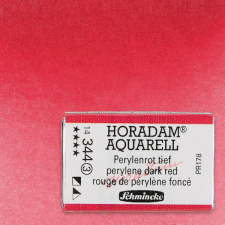 HORADAM®
AQUARELL
Perylenrot tief
perylene dark red
rouge de pérylène foncé
Schmincke
14 344 3
★★★★★
PR178